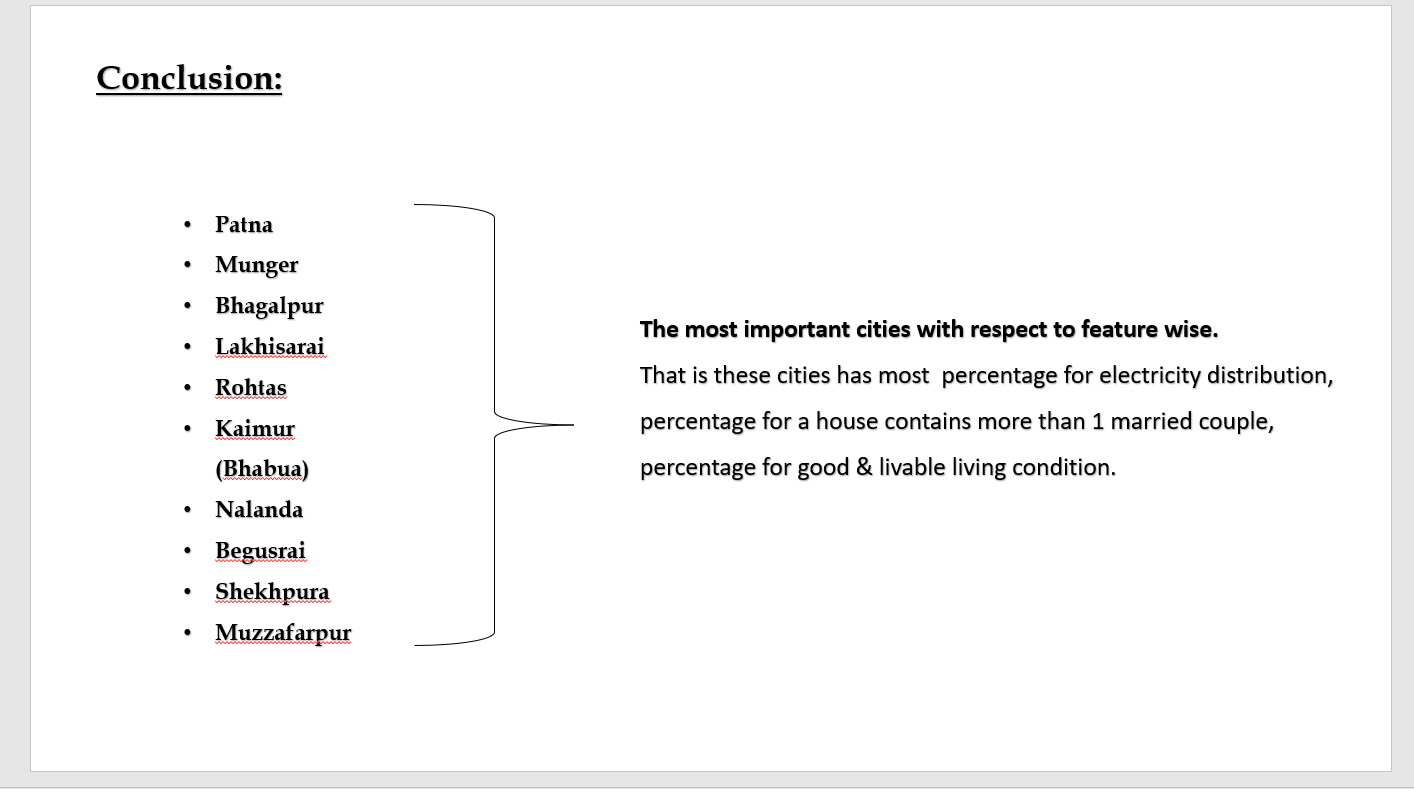 Conclusion:
• Patna
• Munger
• Bhagalpur
• Lakhisarai
• Rohtas
• Kaimur
(Bhabua)
• Nalanda
• Begusrai
• Shekhpura
• Muzzafarpur
The most important cities with respect to feature wise.
That is these cities has most  percentage for electricity distribution,
percentage for a house contains more than 1 married couple,
percentage for good & livable living condition.